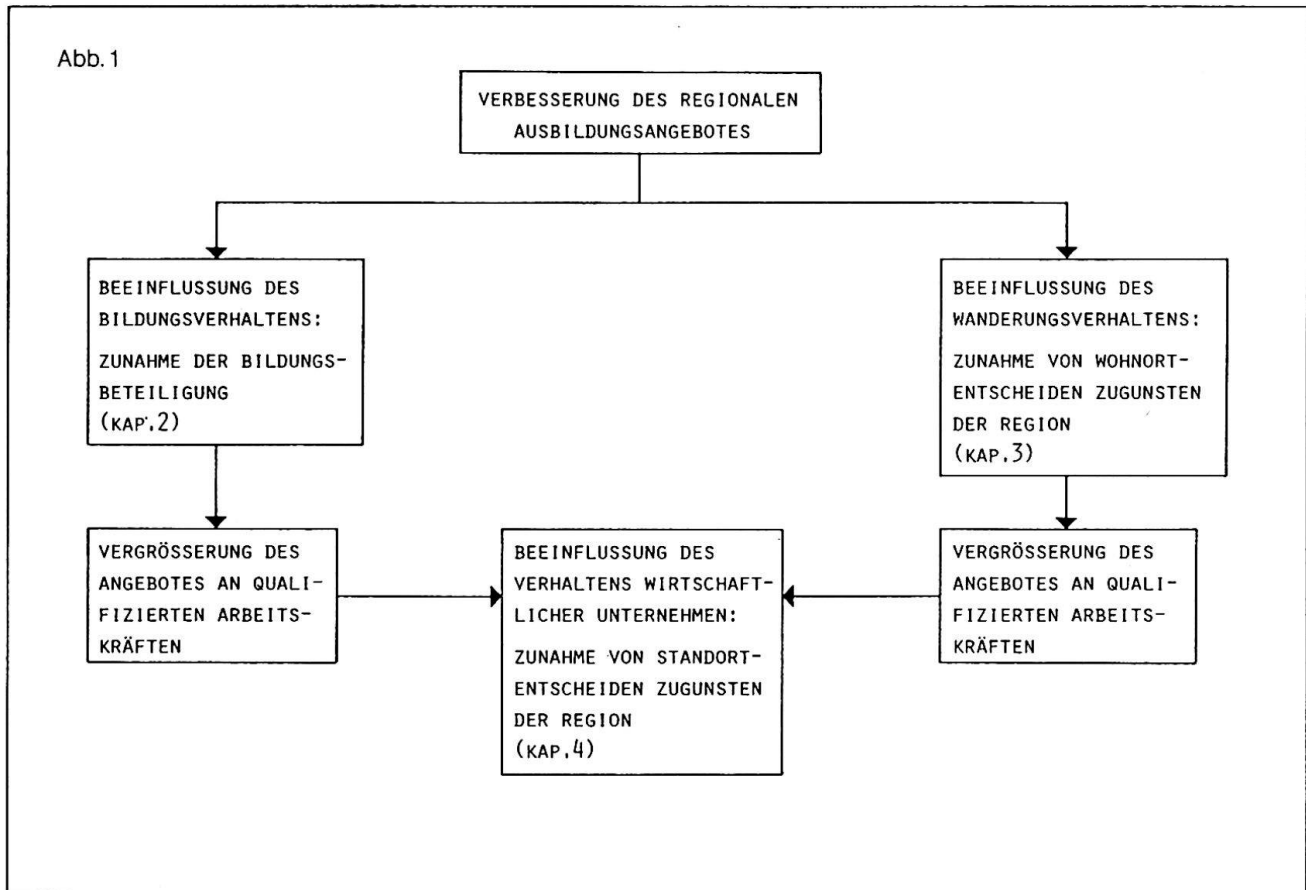 Abb. 1
VERBESSERUNG DES REGIONALEN
AUSBILDUNGSANGEBOTES
BEEINFLUSSUNG DES
BILDUNGSVERHALTENS:
ZUNAHME DER BILDUNGS-
BETEILIGUNG
(KAP. 2)
BEEINFLUSSUNG DES
WANDERUNGSVERHALTENS:
ZUNAHME VON WOHNORT-
ENTSCHEIDEN ZUGUNSTEN
DER REGION
(KAP. 3)
VERGRÖSSERUNG DES
ANGEBOTES AN QUALI-
FIZIERTEN ARBEITS-
KRÄFTEN
BEEINFLUSSUNG DES
VERHALTENS WIRTSCHAFT-
LICHER UNTERNEHMEN:
ZUNAHME VON STANDORT-
ENTSCHEIDEN ZUGUNSTEN
DER REGION
(KAP. 4)
VERGRÖSSERUNG DES
ANGEBOTES AN QUALI-
FIZIERTEN ARBEITS-
KRÄFTEN